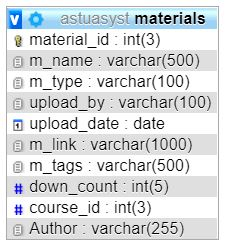 v astuasyst materials
material_id : int(3)
m_name : varchar(500)
m_type : varchar(100)
upload_by : varchar(100)
upload_date : date
m_link : varchar(1000)
m_tags : varchar(500)
# down_count : int(5)
# course_id : int(3)
Author : varchar(255)